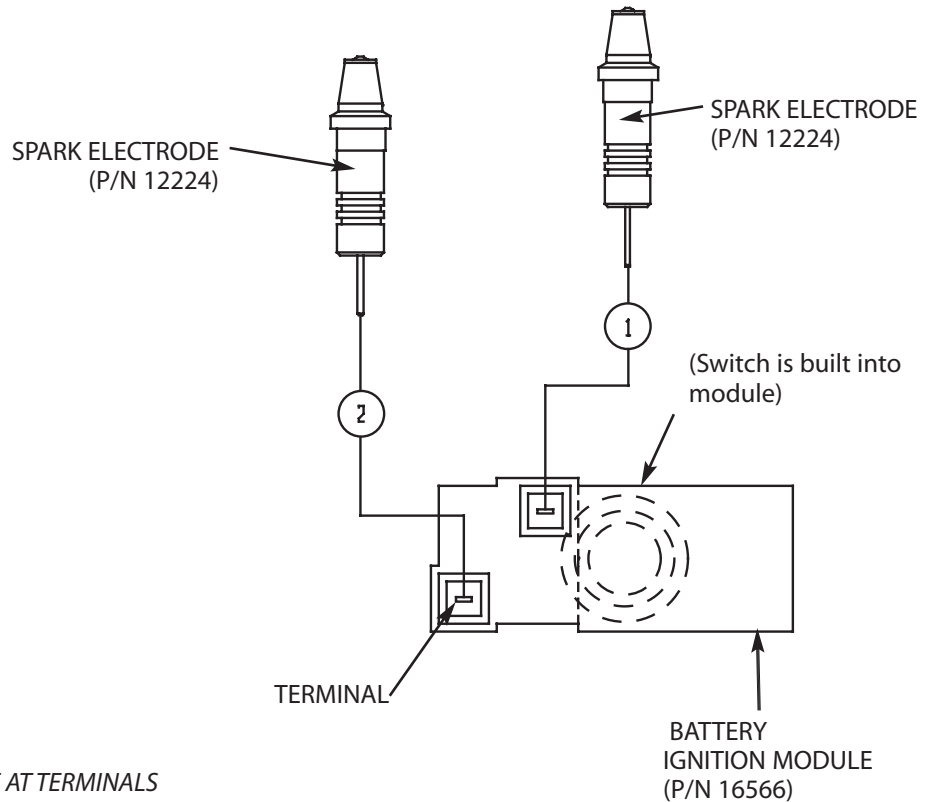 SPARK ELECTRODE
(P/N 12224)
SPARK ELECTRODE
(P/N 12224)
1
(Switch is built into
module)
2
TERMINAL
BATTERY
IGNITION MODULE
(P/N 16566)
AT TERMINALS